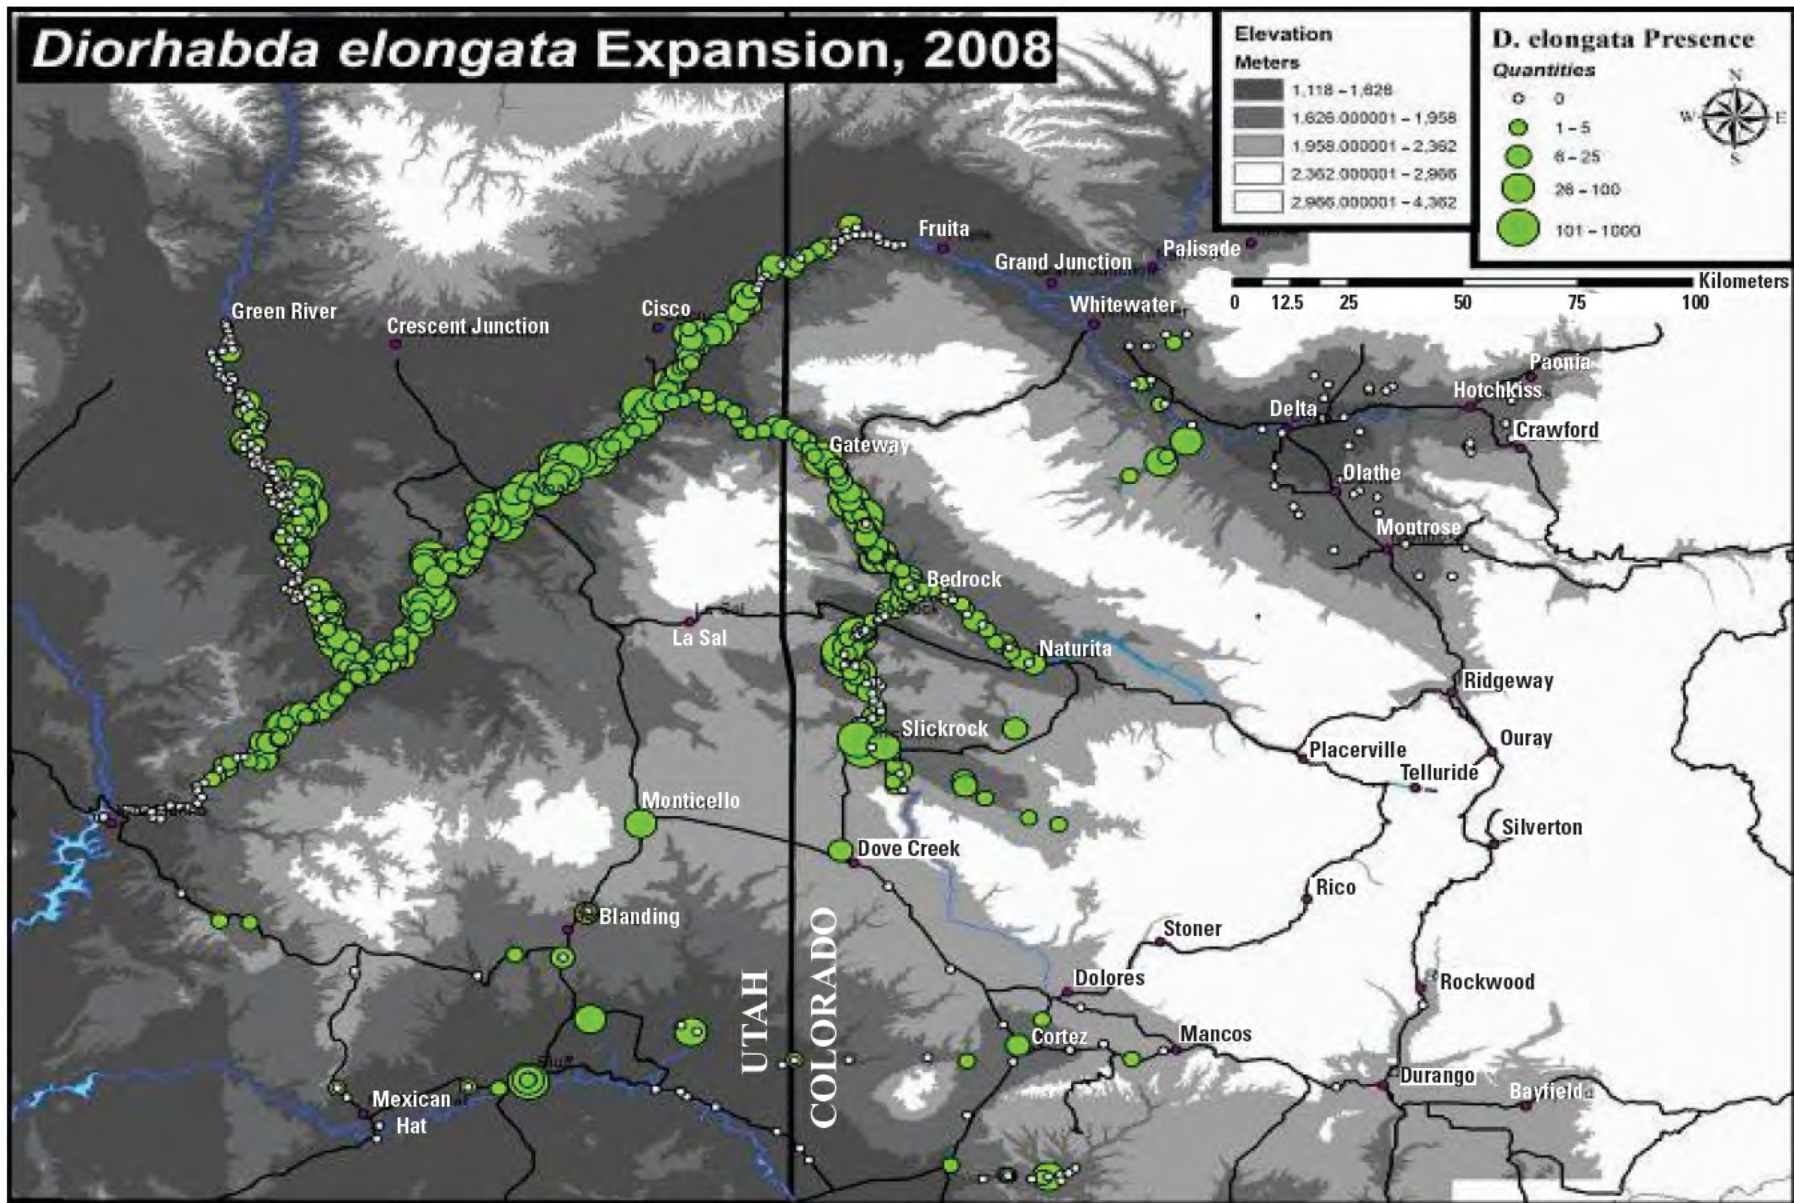 Diorhabda elongata Expansion, 2008
Elevation
Meters
1,118 – 1,626
1,626.000001 – 1,958
1,958.000001 – 2,362
2,362.000001 – 2,966
2,966.000001 – 4,362
D. elongata Presence
Quantities
0
1 – 5
6 – 25
26 – 100
101 – 1000
N
W
E
S
Kilometers
0 12.5 25 50 75 100
Fruita
Grand Junction
Palisade
Whitewater
Green River
Crescent Junction
Cisco
Paonia
Hotchkiss
Delta
Crawford
Gateway
Olathe
Montrose
Bedrock
La Sal
La Sal
Naturita
Ridgeway
Slickrock
Placerville
Ouray
Telluride
Monticello
Silverton
Dove Creek
Rico
Blanding
Stoner
UTAH
COLORADO
Dolores
Rockwood
Cortez
Mancos
Durango
Bayfield
Mexican
Hat